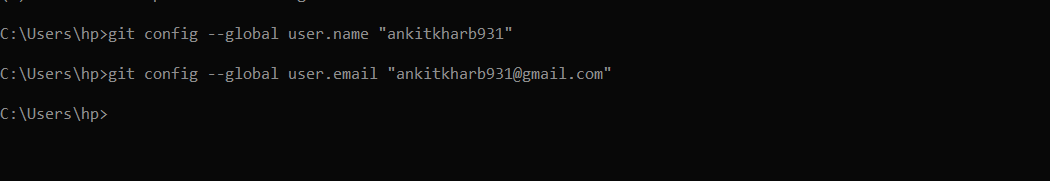 C:\Users\hp>git config --global user.name "ankitkharb931"
C:\Users\hp>git config --global user.email "ankitkharb931@gmail.com"
C:\Users\hp>